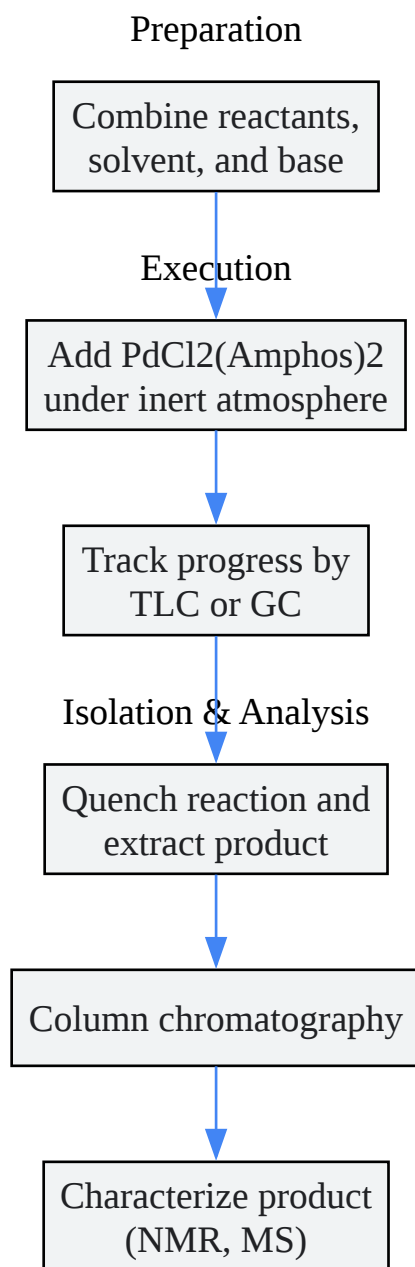 Preparation
Combine reactants,
solvent, and base
Execution
Add PdCl2(Amphos)2
under inert atmosphere
Track progress by
TLC or GC
Isolation & Analysis
Quench reaction and
extract product
Column chromatography
Characterize product
(NMR, MS)